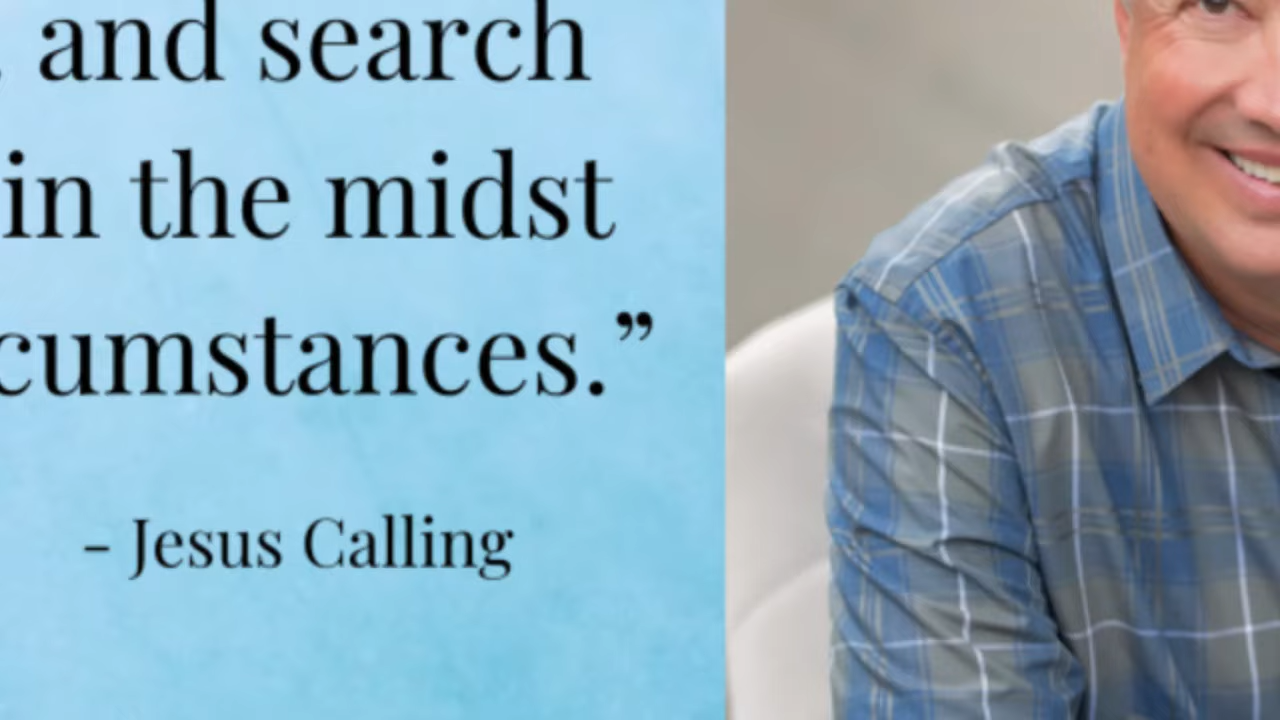 and search
in the midst
cumstances.”
- Jesus Calling